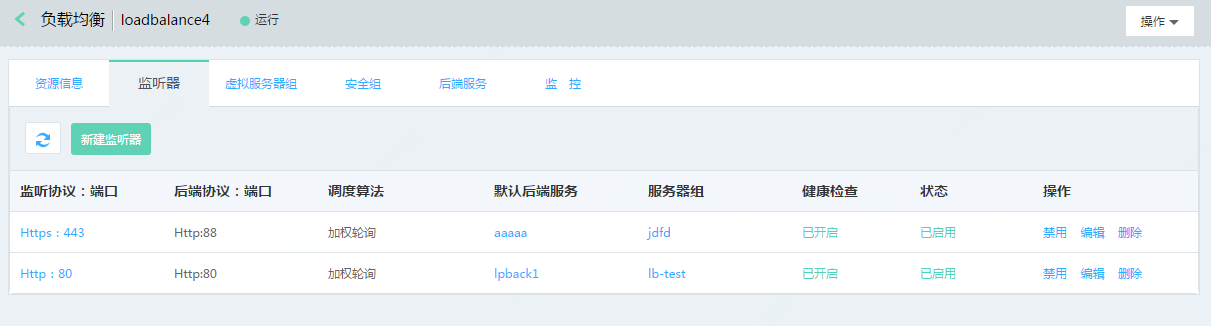 负载均衡 loadbalance4 运行 操作
资源信息 监听器 虚拟服务器组 安全组 后端服务 监 控
新建监听器
监听协议：端口 后端协议：端口 调度算法 默认后端服务 服务器组 健康检查 状态 操作
Https：443 Http:88 加权轮询 aaaaa jdfd 已开启 已启用 禁用 编辑 删除
Http：80 Http:80 加权轮询 lpback1 lb-test 已开启 已启用 禁用 编辑 删除